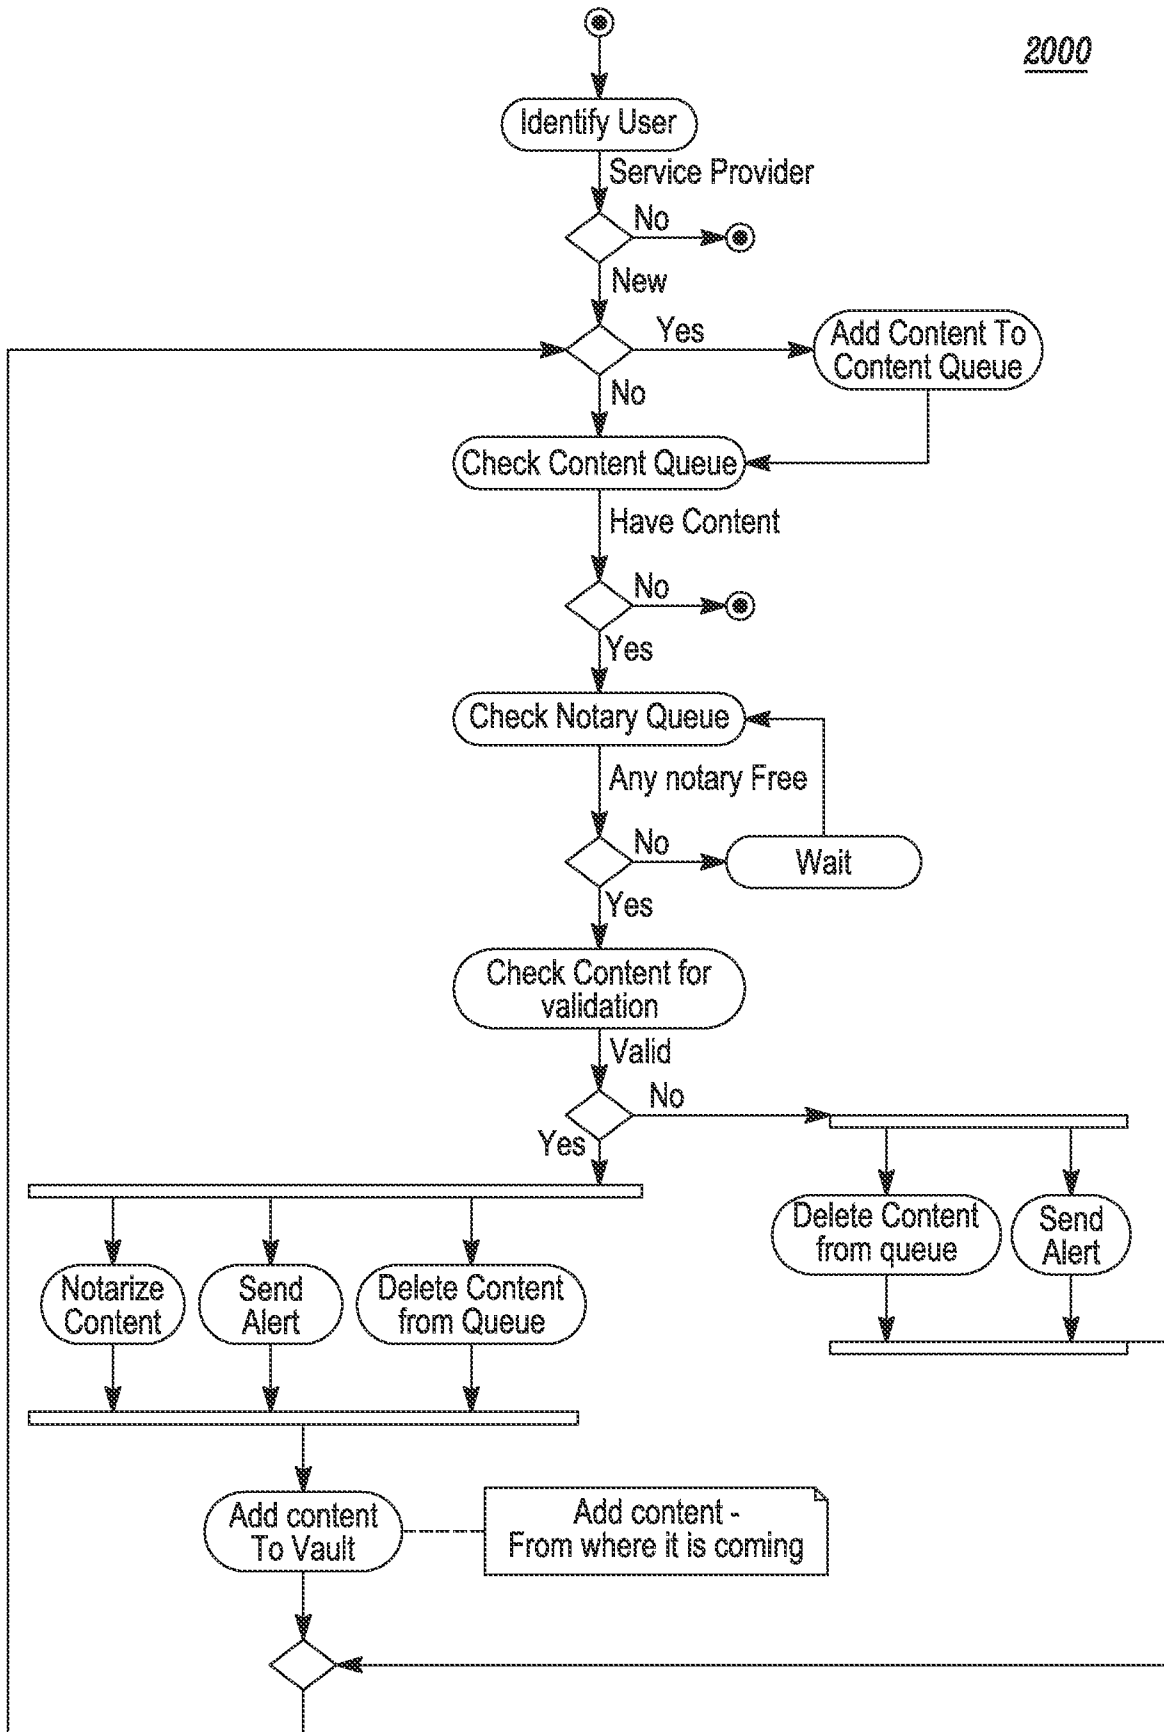 2000
Identify User
Service Provider
No
New
Yes
Add Content To
Content Queue
No
Check Content Queue
Have Content
No
Yes
Check Notary Queue
Any notary Free
No
Wait
Yes
Check Content for
validation
Valid
No
Yes
Delete Content
from queue
Send
Alert
Notarize
Content
Send
Alert
Delete Content
from Queue
Add content
To Vault
Add content -
From where it is coming